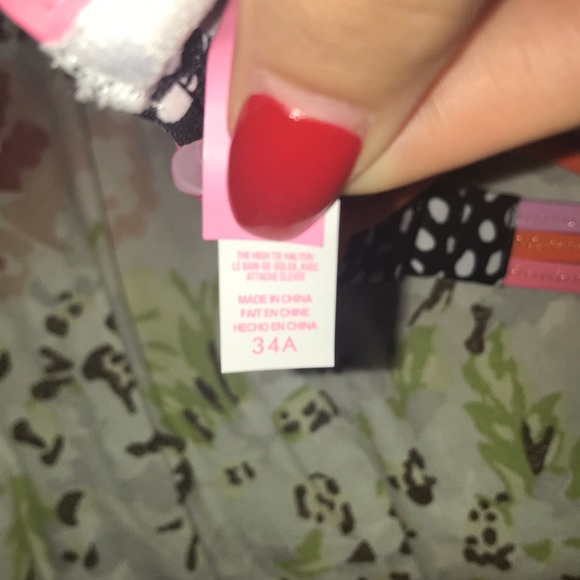 THE HIGH TIE HALTER/
LE BAIN-DE-SOLEIL AVEC
ATTACHE ÉLEVÉE
MADE IN CHINA
FAIT EN CHINE
HECHO EN CHINA
34A